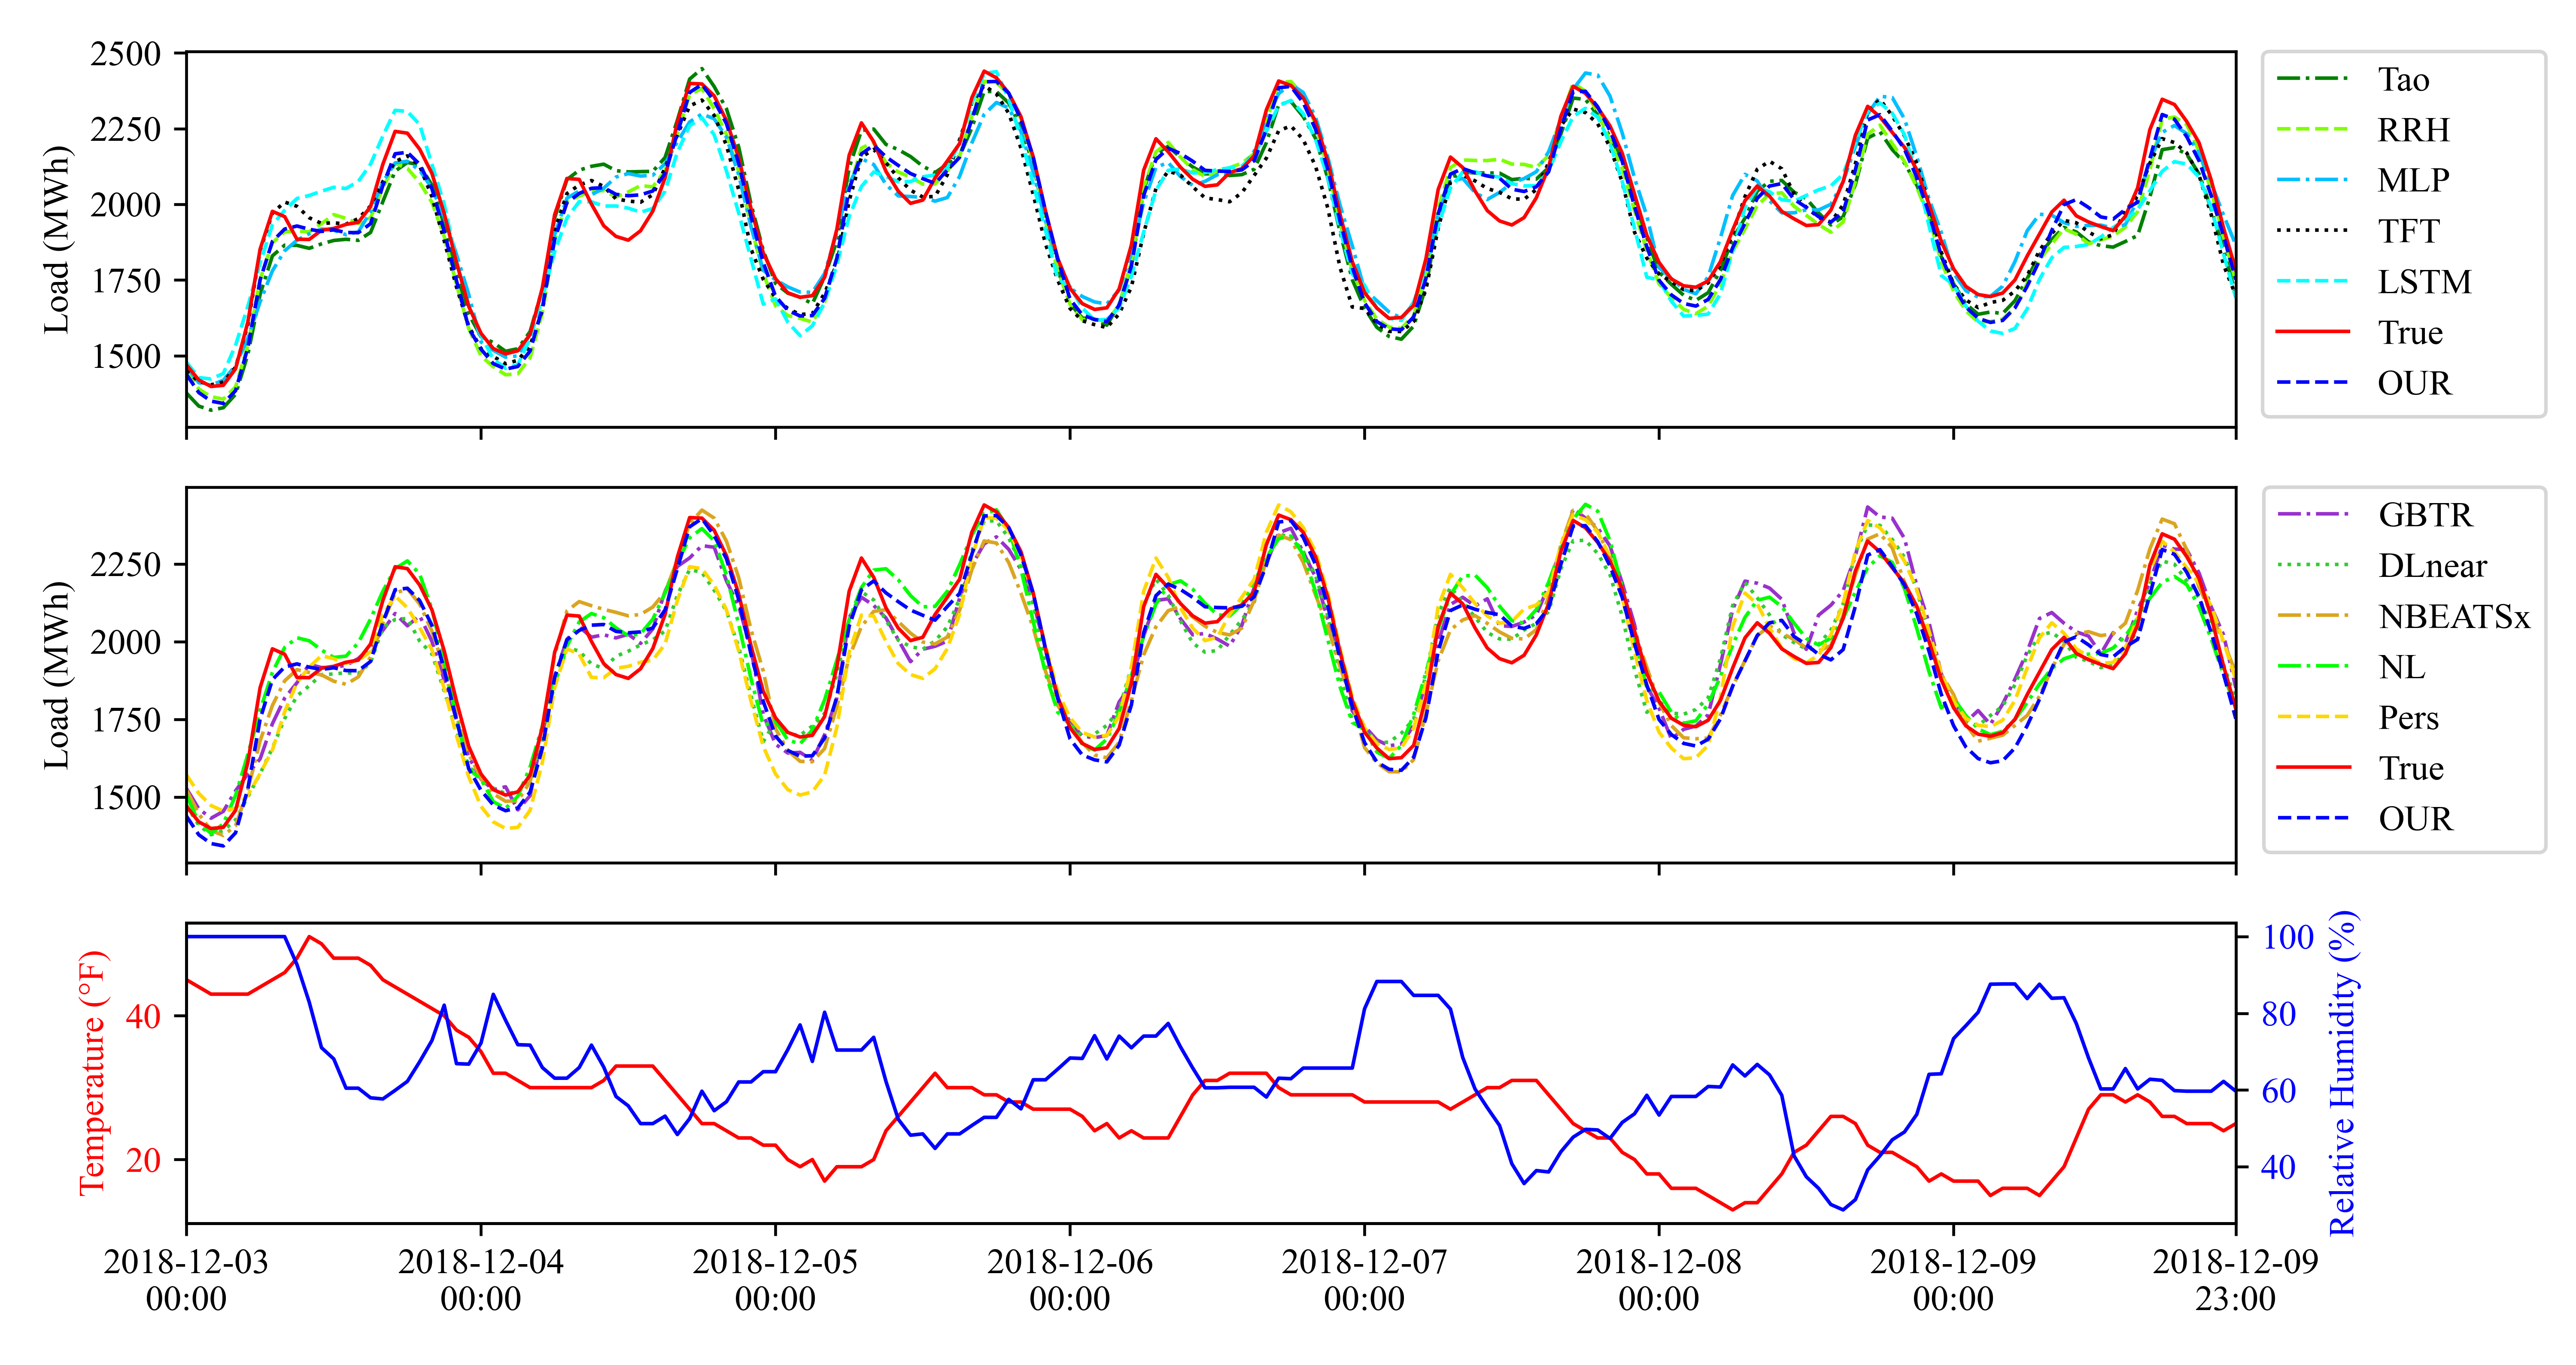 2500
2250
2000
1750
1500
Load (MWh)
Tao
RRH
MLP
TFT
LSTM
True
OUR
2250
2000
1750
1500
Load (MWh)
GBTR
DLnear
NBEATSx
NL
Pers
True
OUR
40
20
Temperature (°F)
100
80
60
40
Relative Humidity (%)
2018-12-03
00:00
2018-12-04
00:00
2018-12-05
00:00
2018-12-06
00:00
2018-12-07
00:00
2018-12-08
00:00
2018-12-09
00:00
2018-12-09
23:00